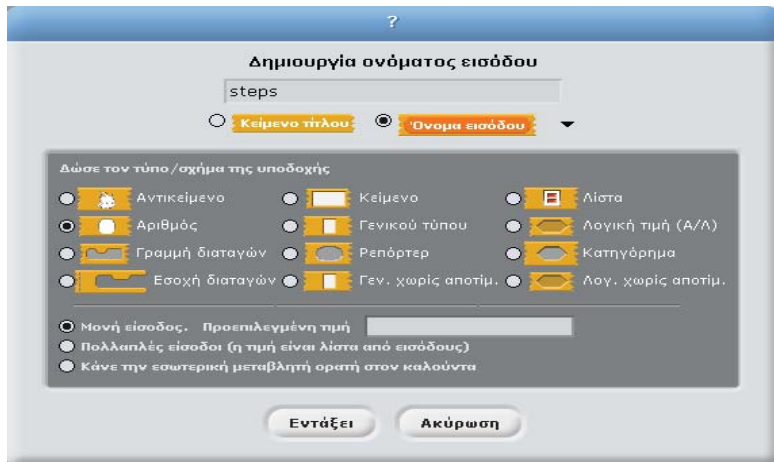 ?
Δημιουργία ονόματος εισόδου
steps
Κείμενο τίτλου Όνομα εισόδου
Δώσε τον τύπο/σχήμα της υποδοχής
Αντικείμενο Κείμενο Λίστα
Αριθμός Γενικού τύπου Λογική τιμή (Α/Λ)
Γραμμή διαταγών Ρεπόρτερ Κατηγόρημα
Εσοχή διαταγών Γεν. χωρίς αποτίμ. Λογ. χωρίς αποτίμ.
Μονή είσοδος. Προεπιλεγμένη τιμή
Πολλαπλές είσοδοι (η τιμή είναι λίστα από εισόδους)
Κάνε την εσωτερική μεταβλητή ορατή στον καλούντα
Εντάξει Ακύρωση